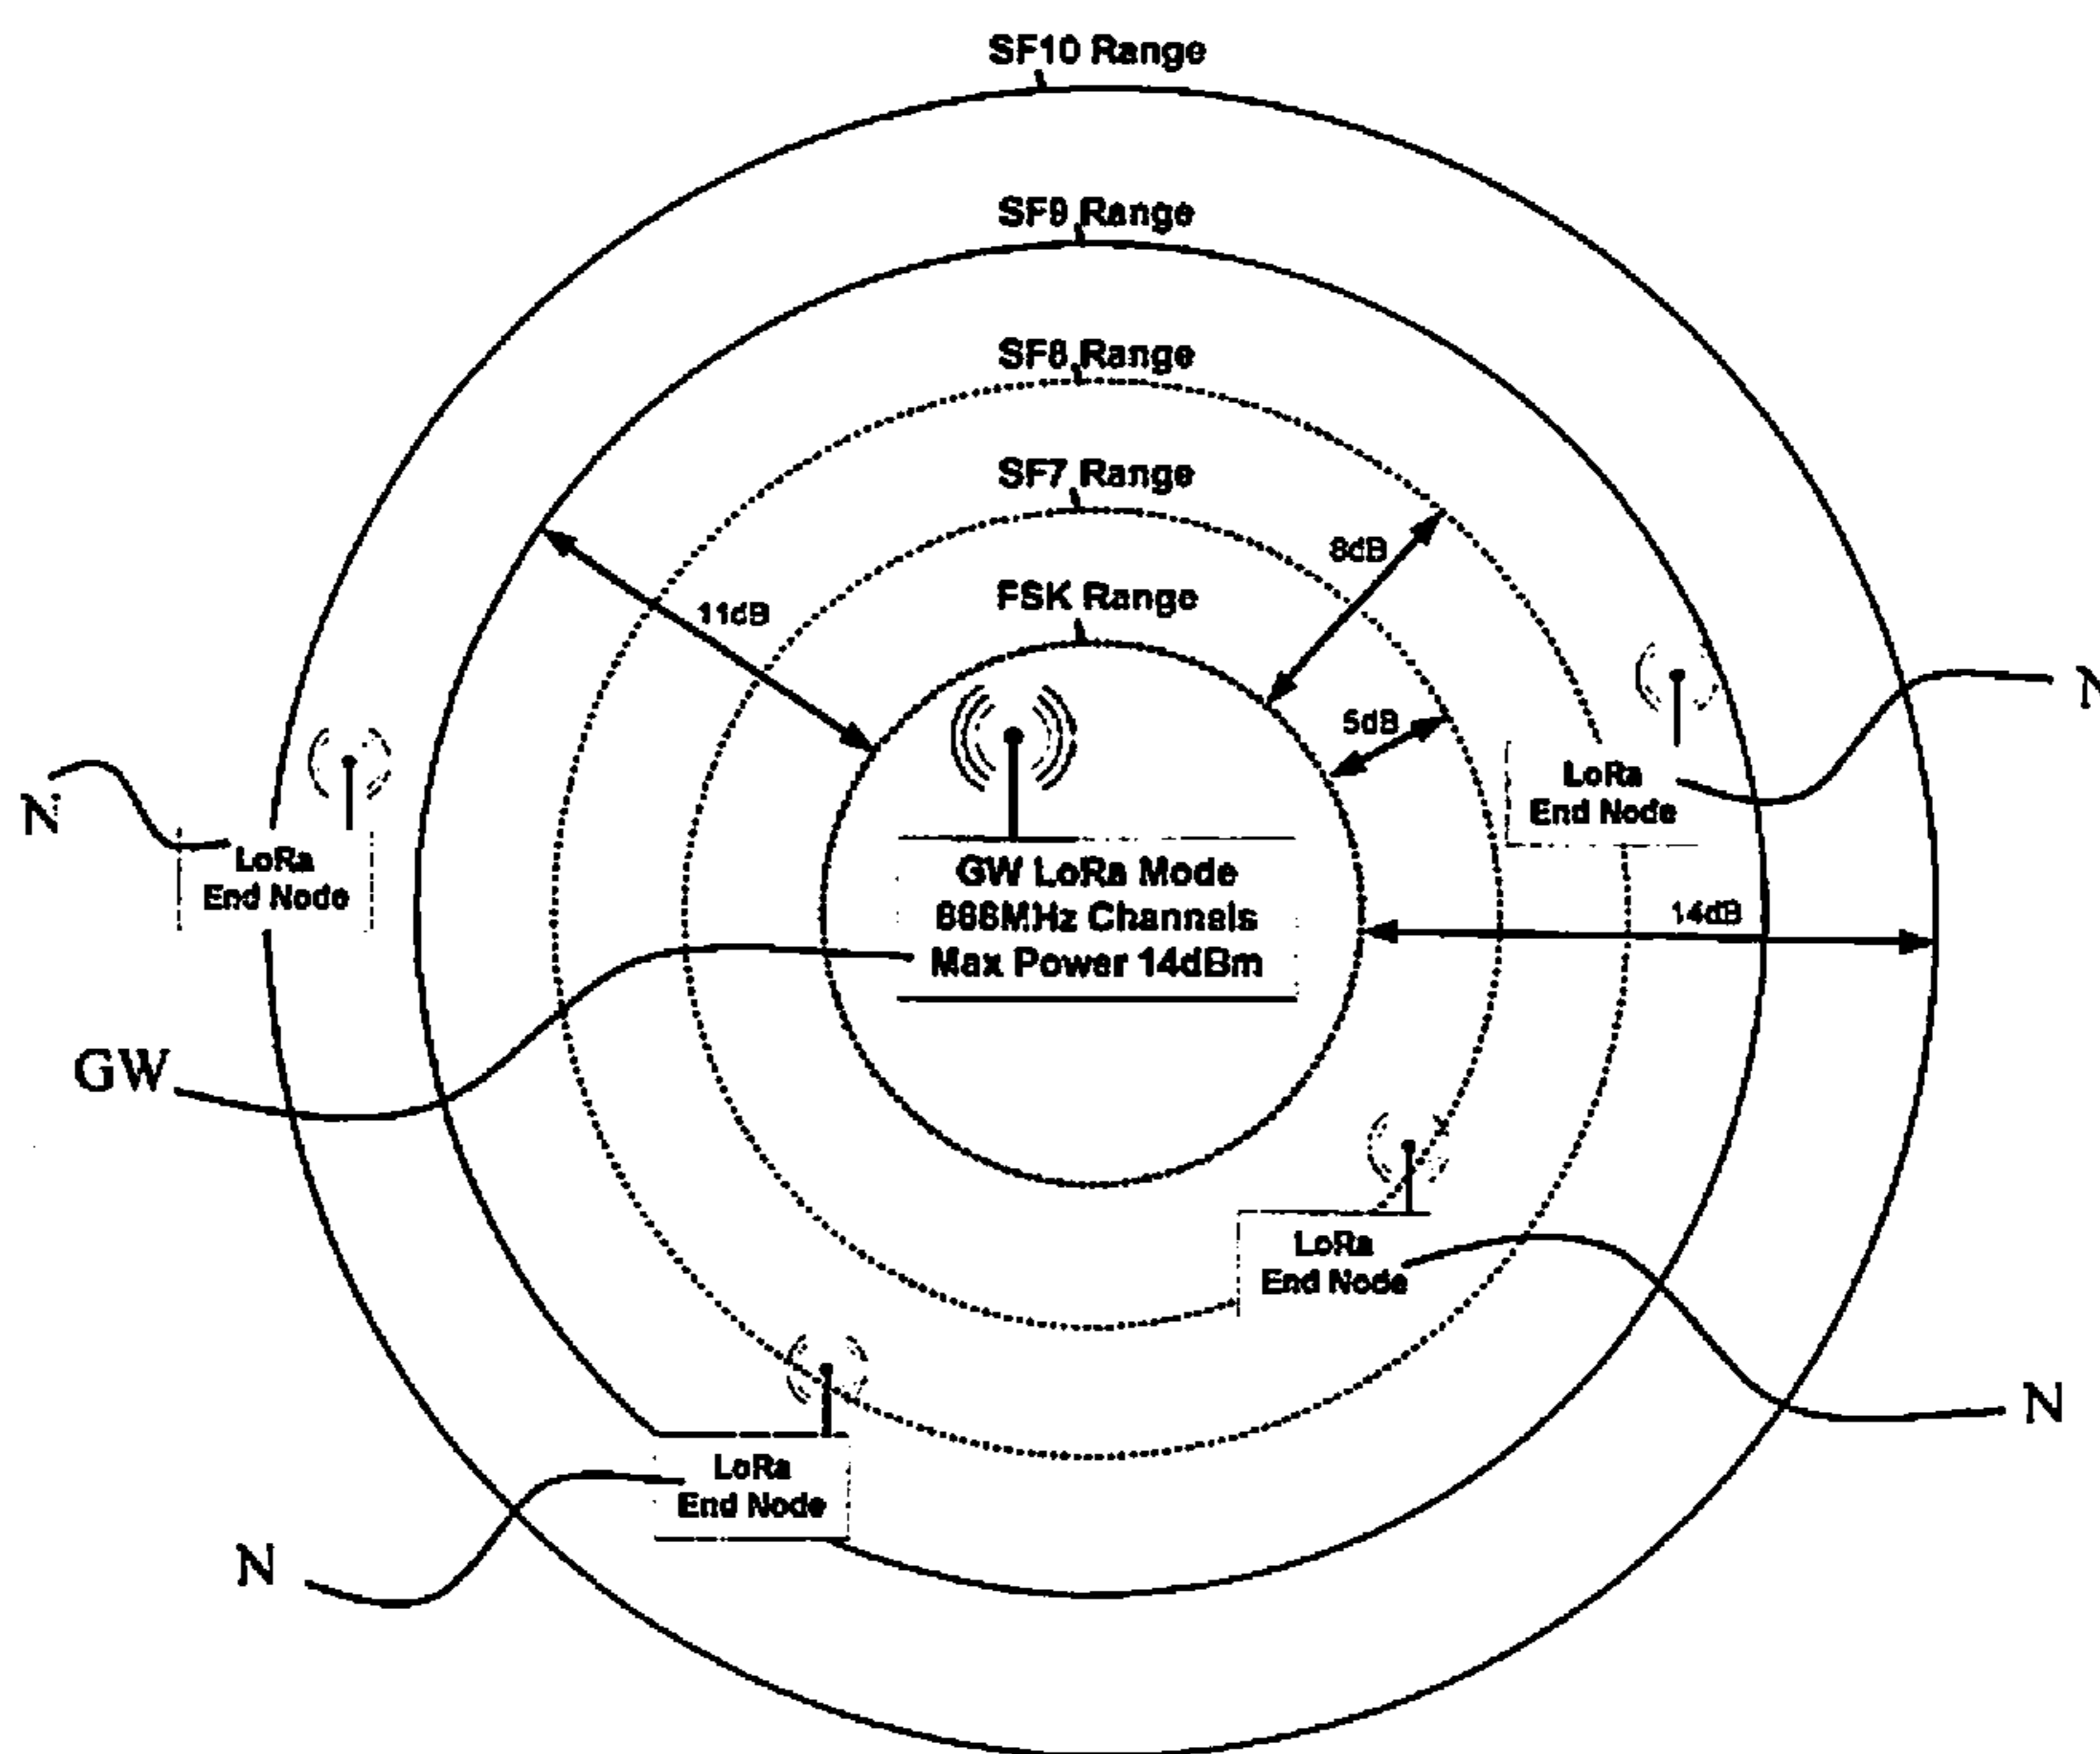 SF10 Range
SF9 Range
SF8 Range
SF7 Range
8dB
FSK Range
11dB
5dB
N
LoRa
End Node
N
LoRa
End Node
GW LoRa Mode
868MHz Channels
Max Power 14dBm
14dB
GW
LoRa
End Node
N
LoRa
End Node
N